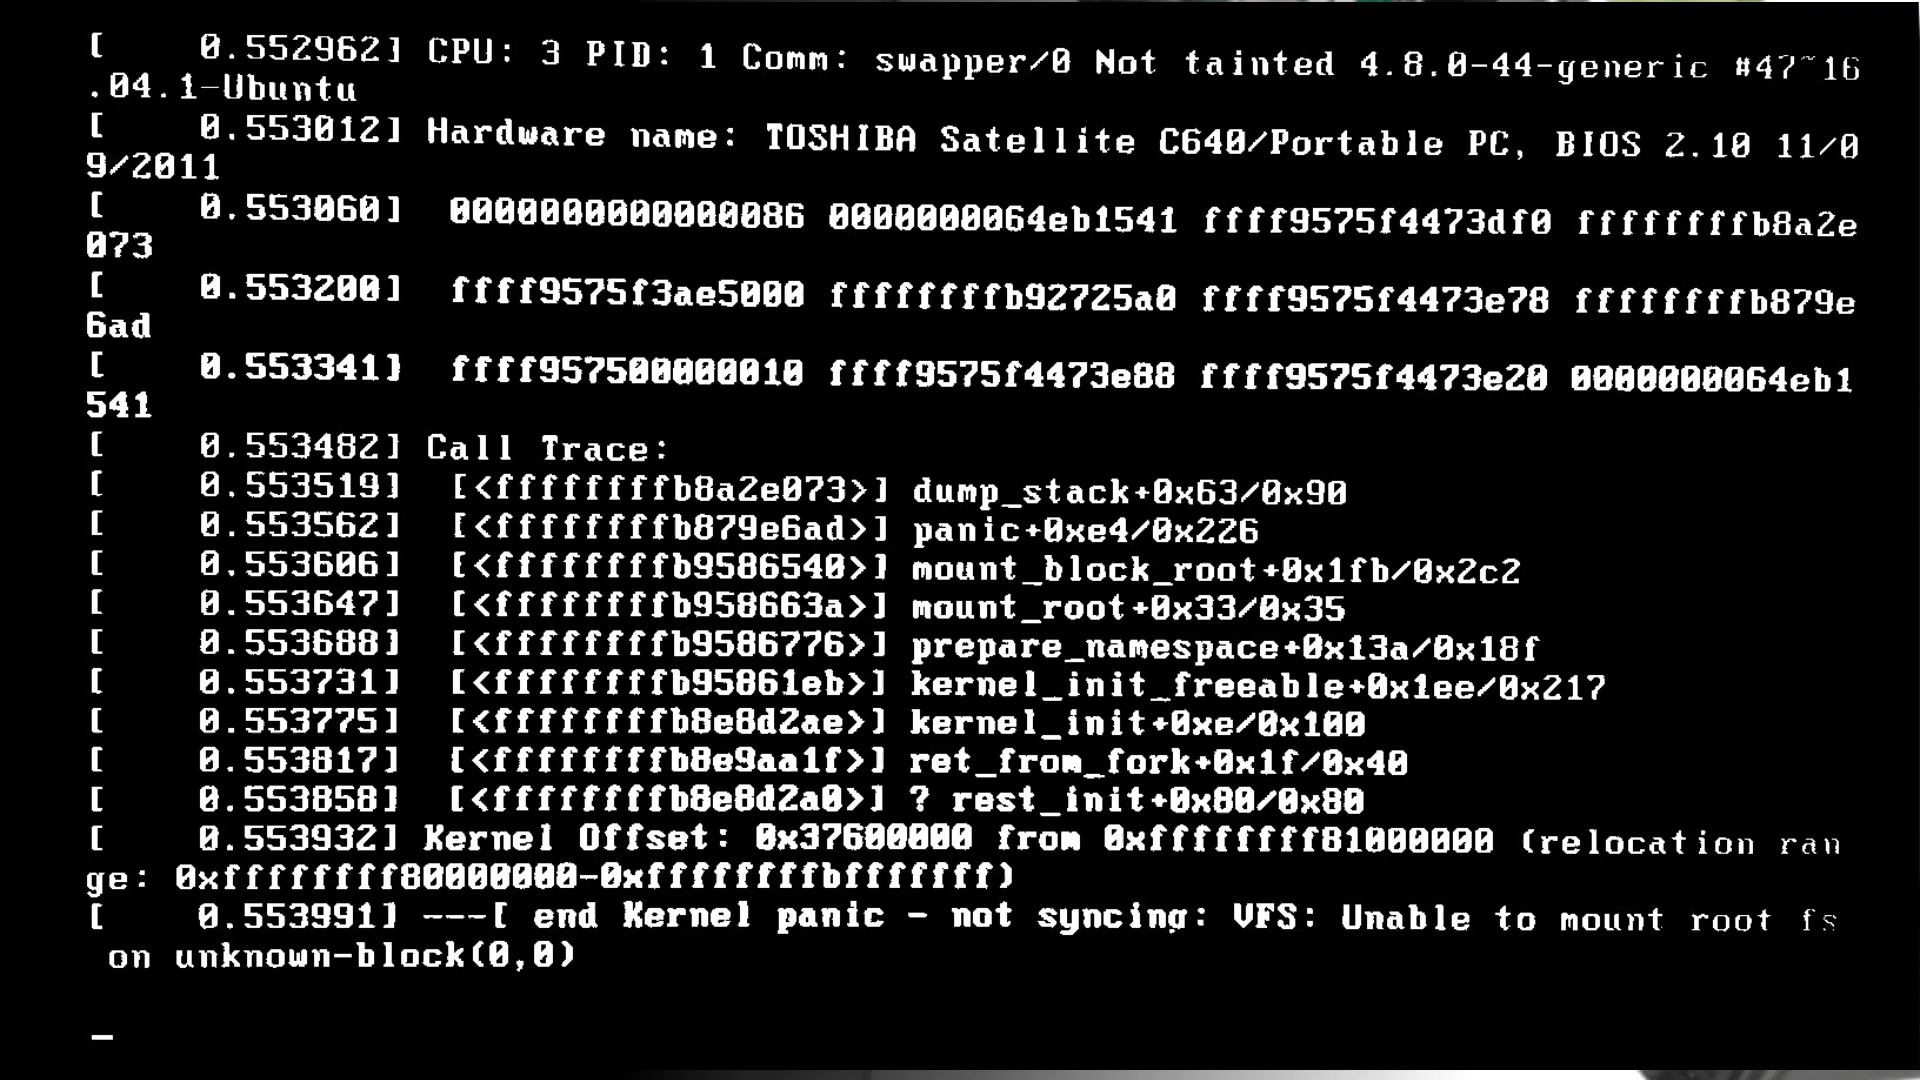 [    0.552962] CPU: 3 PID: 1 Comm: swapper/0 Not tainted 4.8.0-44-generic #47~16
.04.1-Ubuntu
[    0.553012] Hardware name: TOSHIBA Satellite C640/Portable PC, BIOS 2.10 11/0
9/2011
[    0.553060]  0000000000000086 0000000064eb1541 ffff9575f4473df0 ffffffffb8a2e
073
[    0.553200]  ffff9575f3ae5000 ffffffffb92725a0 ffff9575f4473e78 ffffffffb879e
6ad
[    0.553341]  ffff957500000010 ffff9575f4473e88 ffff9575f4473e20 0000000064eb1
541
[    0.553482] Call Trace:
[    0.553519]  [<ffffffffb8a2e073>] dump_stack+0x63/0x90
[    0.553562]  [<ffffffffb879e6ad>] panic+0xe4/0x226
[    0.553606]  [<ffffffffb9586540>] mount_block_root+0x1fb/0x2c2
[    0.553647]  [<ffffffffb958663a>] mount_root+0x33/0x35
[    0.553688]  [<ffffffffb9586776>] prepare_namespace+0x13a/0x18f
[    0.553731]  [<ffffffffb95861eb>] kernel_init_freeable+0x1ee/0x217
[    0.553775]  [<ffffffffb8e8d2ae>] kernel_init+0xe/0x100
[    0.553817]  [<ffffffffb8e9aa1f>] ret_from_fork+0x1f/0x40
[    0.553858]  [<ffffffffb8e8d2a0>] ? rest_init+0x80/0x80
[    0.553932] Kernel Offset: 0x37600000 from 0xffffffff81000000 (relocation ran
ge: 0xffffffff80000000-0xffffffffbfffffff)
[    0.553991] ---[ end Kernel panic - not syncing: VFS: Unable to mount root fs
 on unknown-block(0,0)